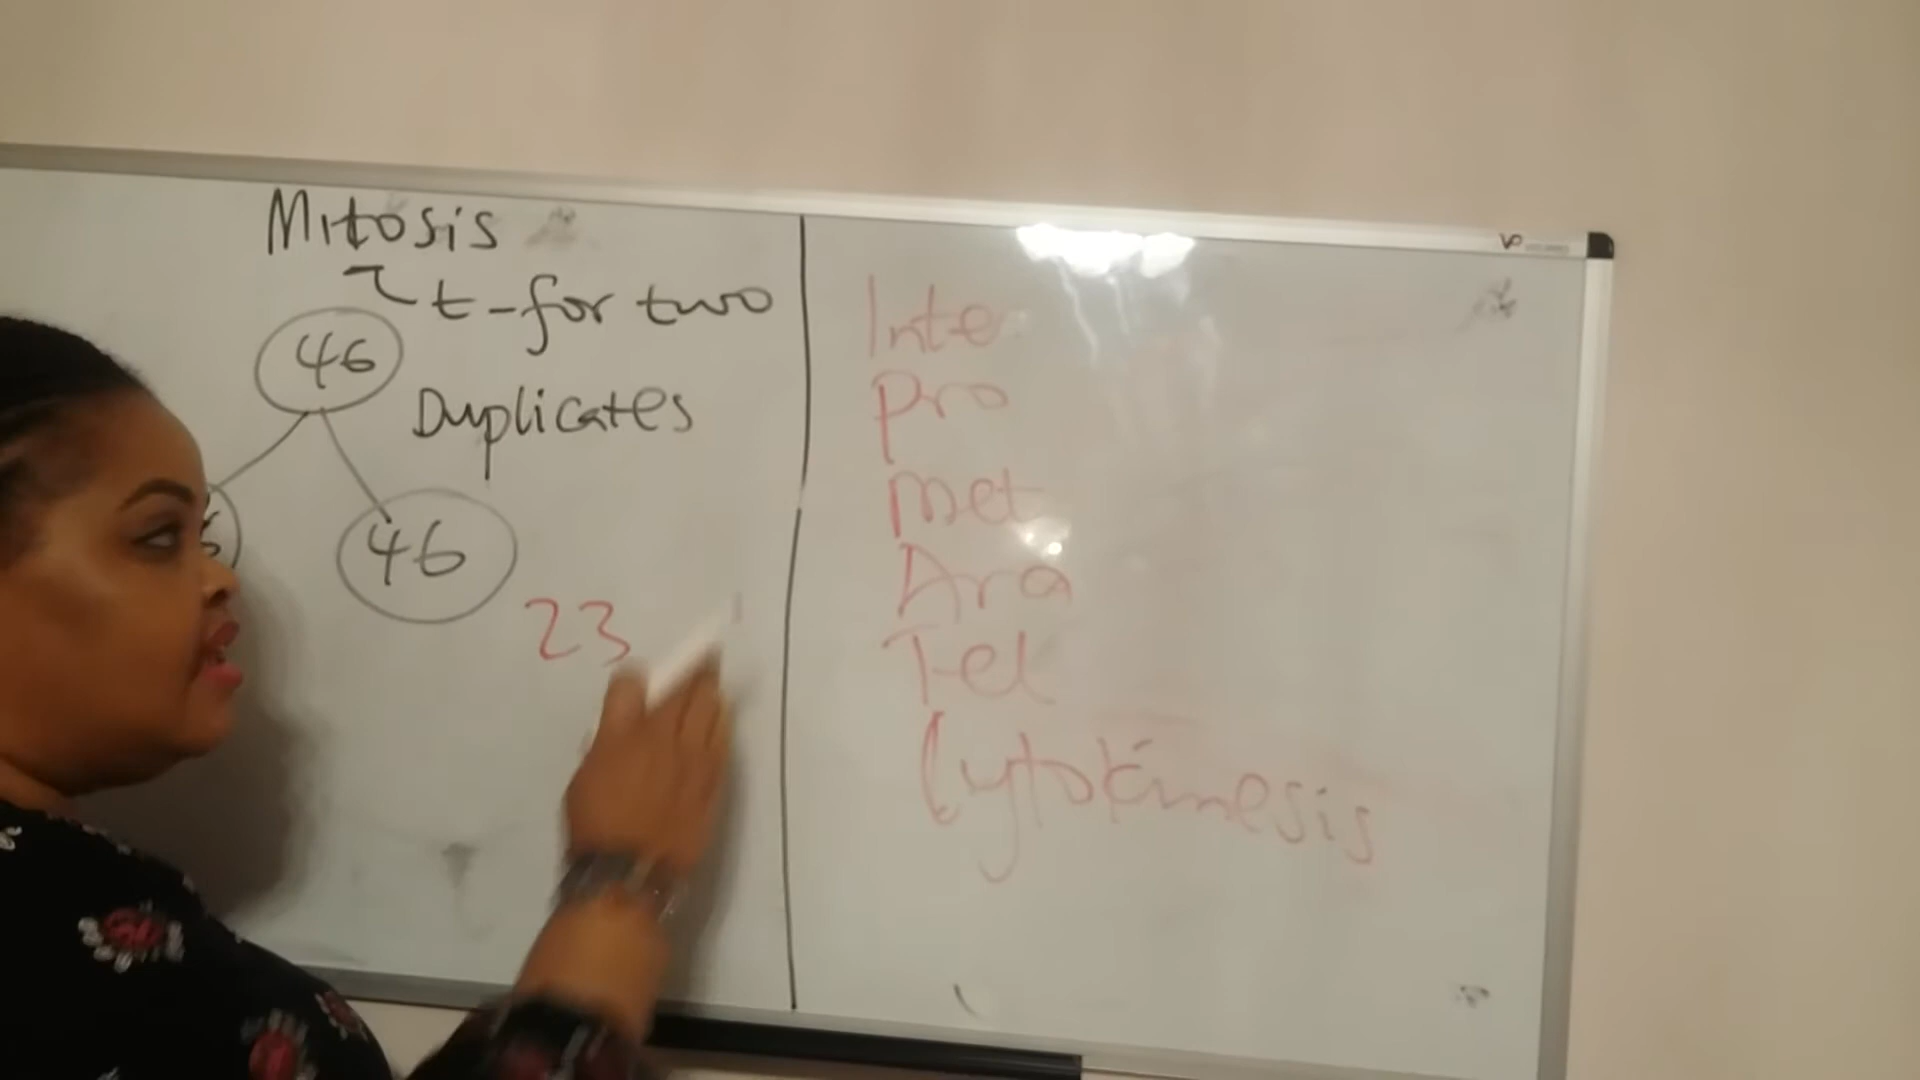 Mitosis
t-for two
46
Duplicates
46
23
Inte
Pro
Met
Ana
Tel
Cytokinesis